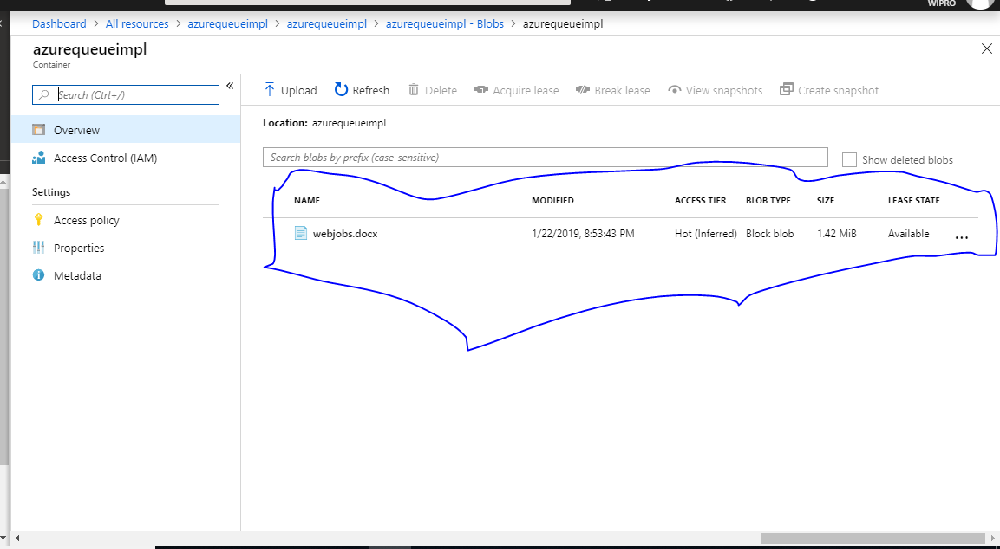 WIPRO
Dashboard > All resources > azurequeueimpl > azurequeueimpl > azurequeueimpl - Blobs > azurequeueimpl
azurequeueimpl
Container
Search (Ctrl+/)
Overview
Access Control (IAM)
Settings
Access policy
Properties
Metadata
Upload Refresh Delete Acquire lease Break lease View snapshots Create snapshot
Location: azurequeueimpl
Search blobs by prefix (case-sensitive) Show deleted blobs
NAME MODIFIED ACCESS TIER BLOB TYPE SIZE LEASE STATE
webjobs.docx 1/22/2019, 8:53:43 PM Hot (Inferred) Block blob 1.42 MiB Available ...